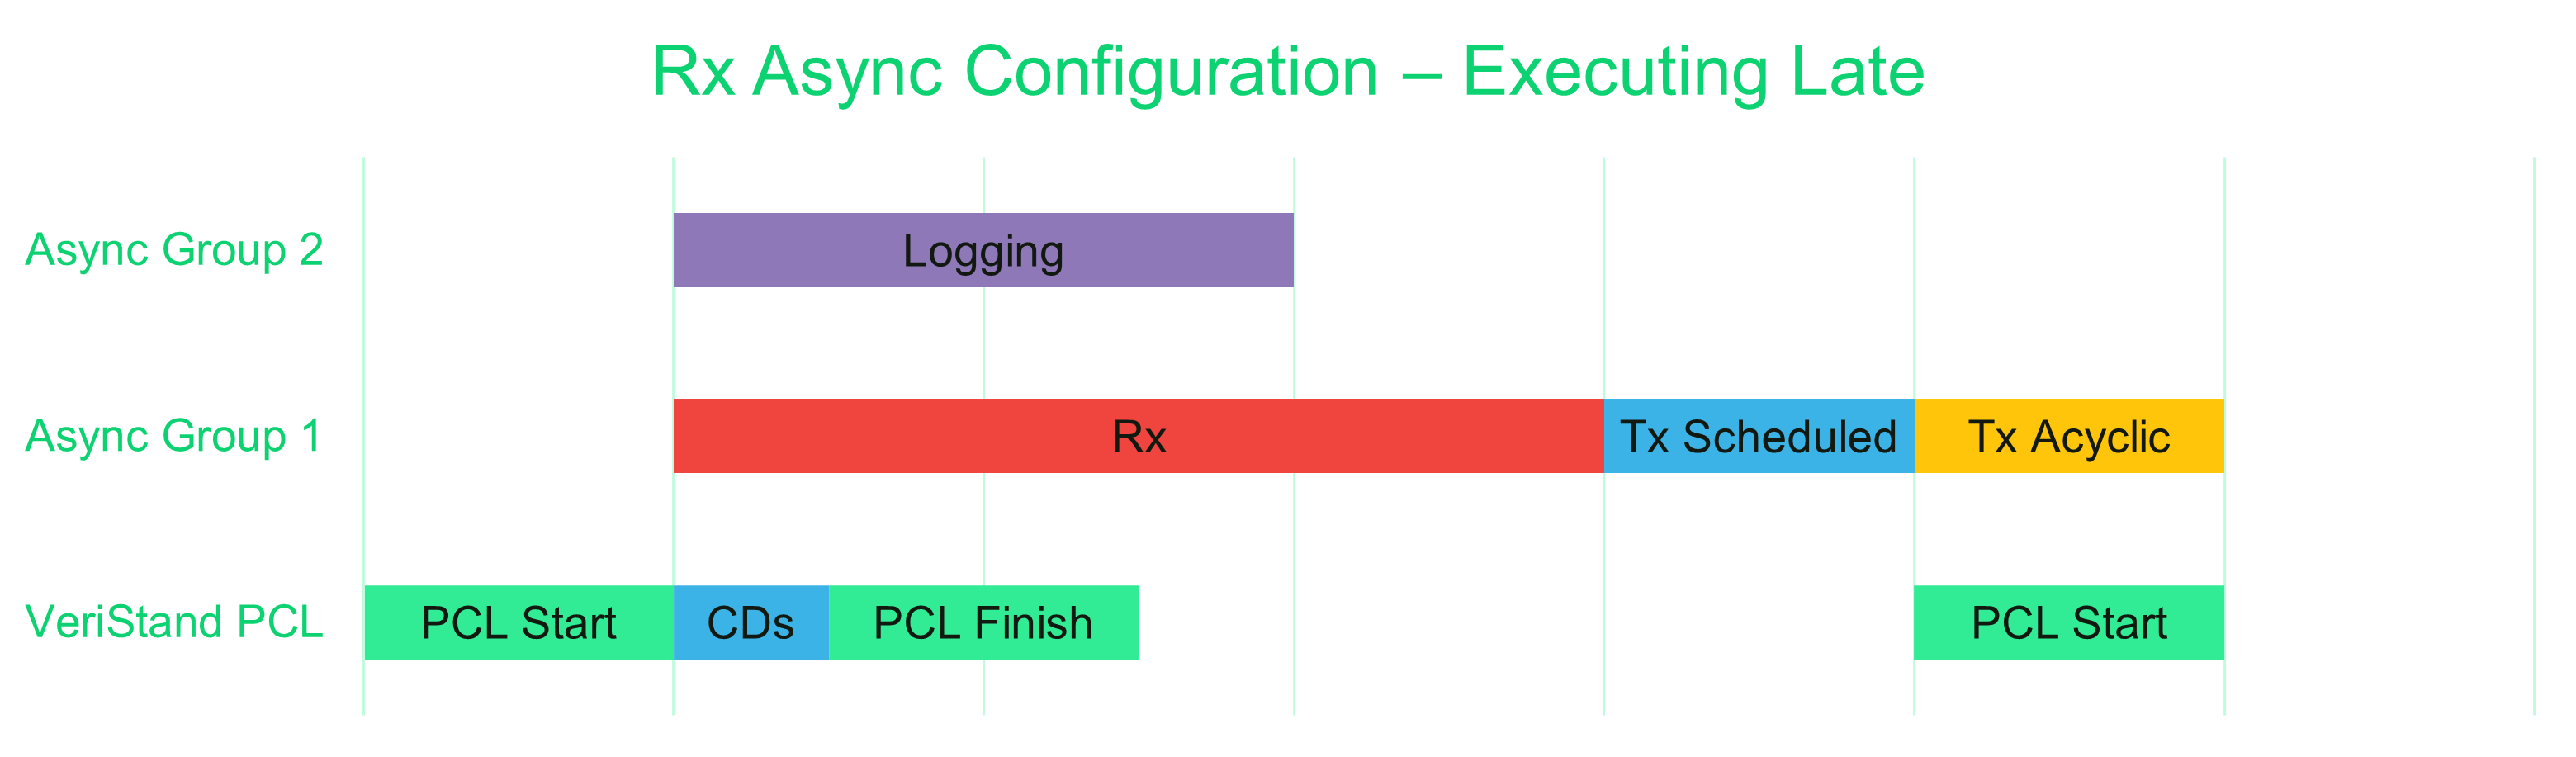 Rx Async Configuration – Executing Late
Async Group 2
Logging
Async Group 1
Rx
Tx Scheduled
Tx Acyclic
VeriStand PCL
PCL Start
CDs
PCL Finish
PCL Start